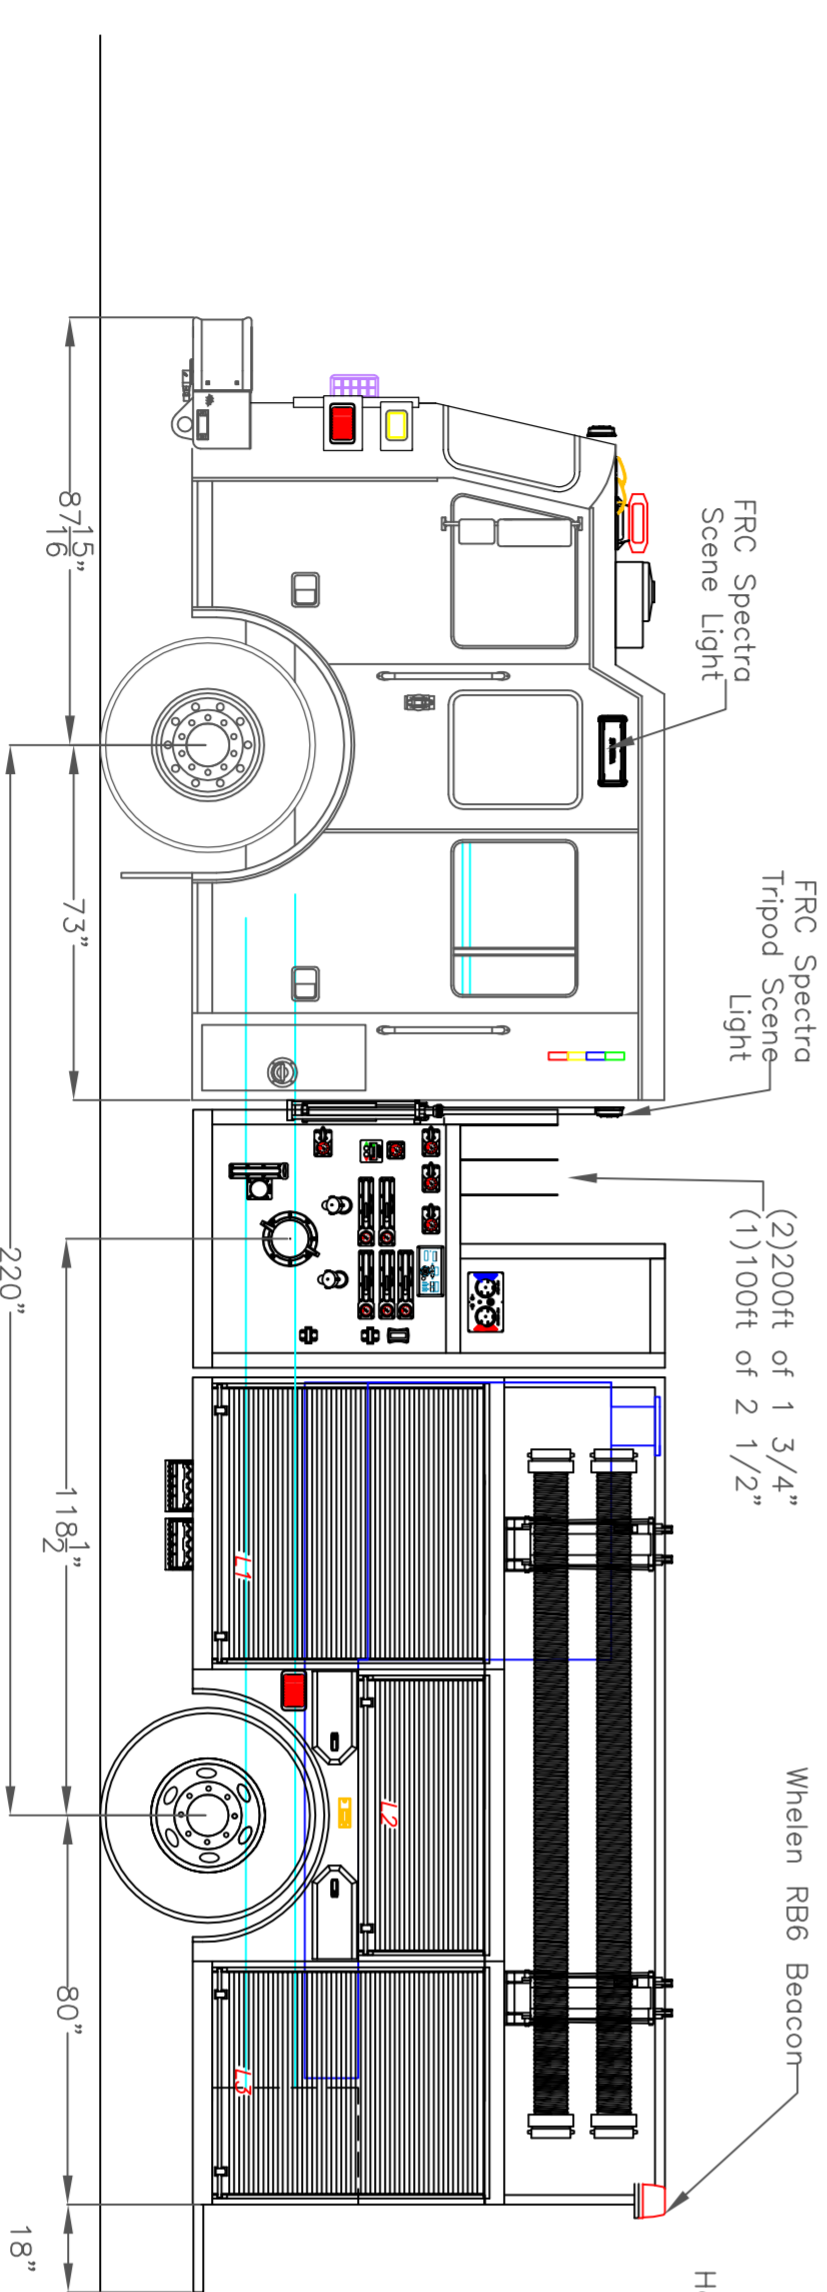 FRC Spectra
Scene Light
FRC Spectra
Tripod Scene
Light
(2)200ft of 1 3/4"
(1)100ft of 2 1/2"
Whelen RB6 Beacon
L1
L2
L3
87 15/16"
73"
118 1/2"
80"
220"
18"